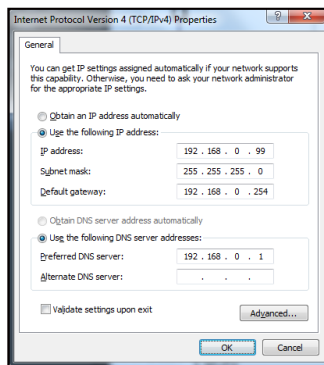 Internet Protocol Version 4 (TCP/IPv4) Properties
General
You can get IP settings assigned automatically if your network supports
this capability. Otherwise, you need to ask your network administrator
for the appropriate IP settings.
Obtain an IP address automatically
Use the following IP address:
IP address: 192 . 168 . 0 . 99
Subnet mask: 255 . 255 . 255 . 0
Default gateway: 192 . 168 . 0 . 254
Obtain DNS server address automatically
Use the following DNS server addresses:
Preferred DNS server: 192 . 168 . 0 . 1
Alternate DNS server: . . .
Validate settings upon exit
Advanced...
OK Cancel